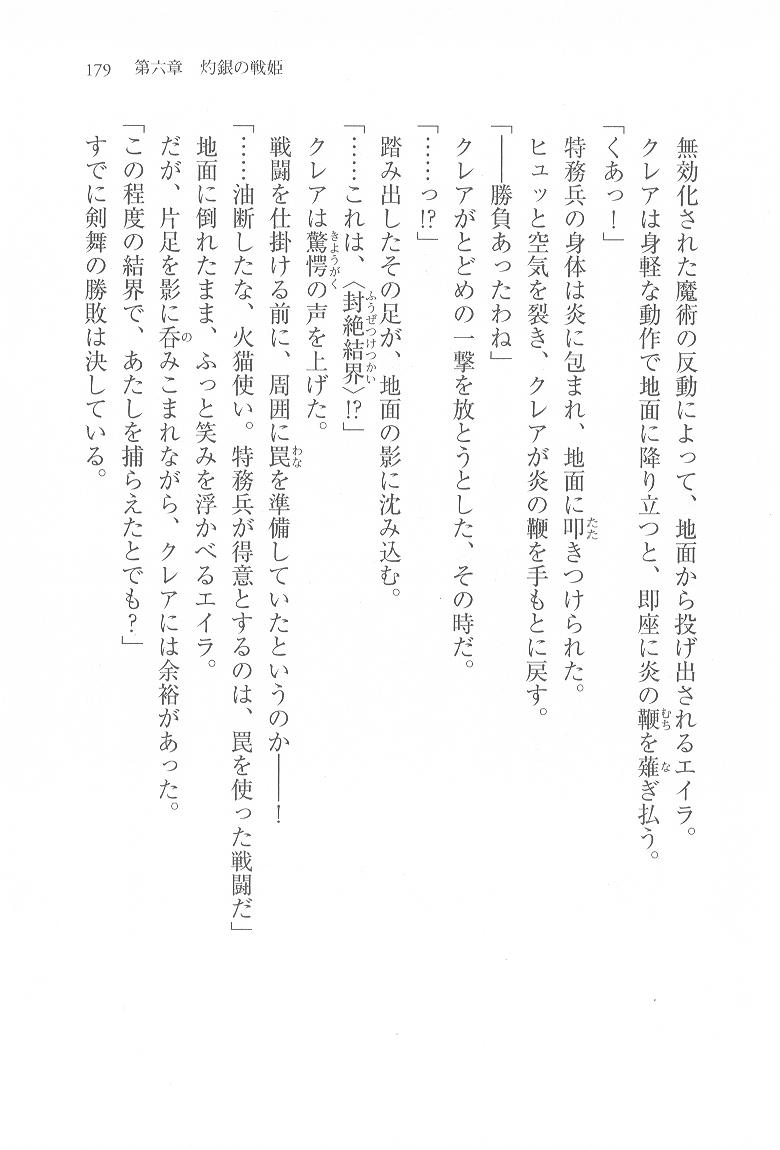 179　第六章　灼銀の戦姫
無効化された魔術の反動によって、地面から投げ出されるエイラ。
クレアは身軽な動作で地面に降り立つと、即座に炎の鞭を薙ぎ払う。
「くあっ！」
特務兵の身体は炎に包まれ、地面に叩きつけられた。
ヒュッと空気を裂き、クレアが炎の鞭を手もとに戻す。
「――勝負あったわね」
クレアがとどめの一撃を放とうとした、その時だ。
「……っ!?」
踏み出したその足が、地面の影に沈み込む。
「……これは、〈封絶結界〉!?」
クレアは驚愕の声を上げた。
戦闘を仕掛ける前に、周囲に罠を準備していたというのか――！
「……油断したな、火猫使い。特務兵が得意とするのは、罠を使った戦闘だ」
地面に倒れたまま、ふっと笑みを浮かべるエイラ。
だが、片足を影に呑みこまれながら、クレアには余裕があった。
「この程度の結界で、あたしを捕らえたとでも？」
すでに剣舞の勝敗は決している。